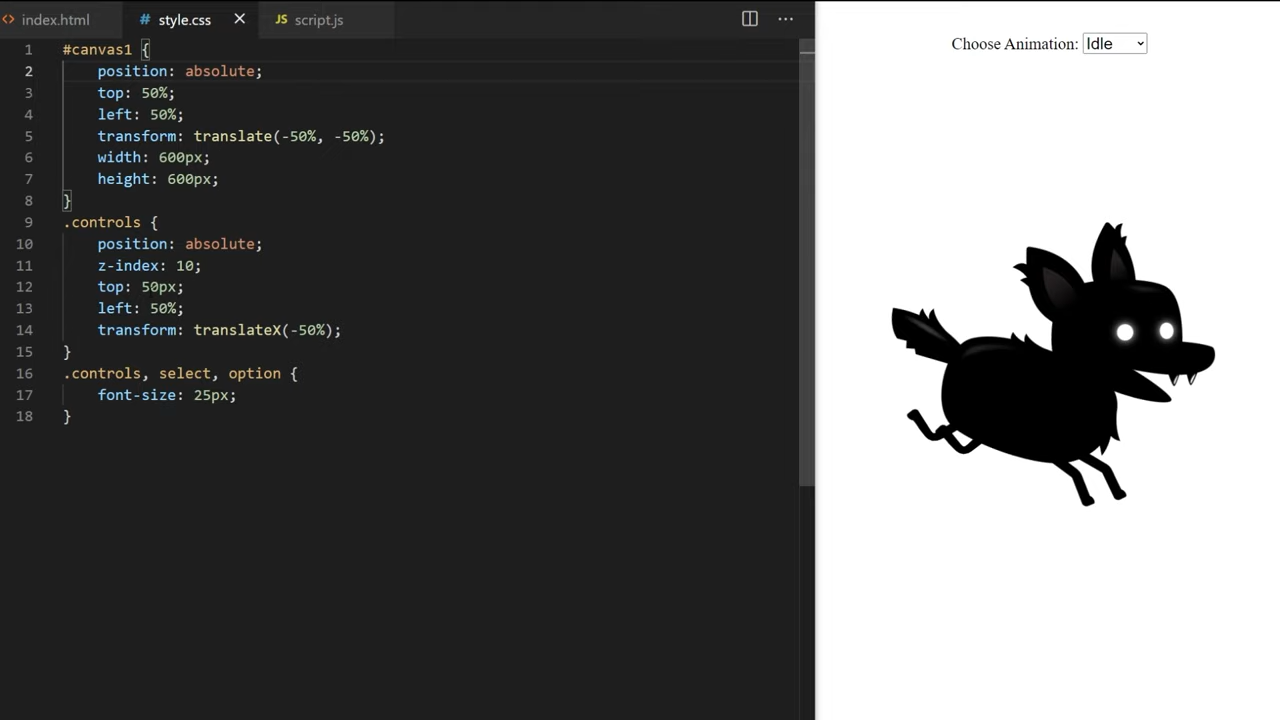 index.html
# style.css
JS script.js
1 #canvas1 {
2 position: absolute;
3 top: 50%;
4 left: 50%;
5 transform: translate(-50%, -50%);
6 width: 600px;
7 height: 600px;
8 }
9 .controls {
10 position: absolute;
11 z-index: 10;
12 top: 50px;
13 left: 50%;
14 transform: translateX(-50%);
15 }
16 .controls, select, option {
17 font-size: 25px;
18 }
Choose Animation: Idle